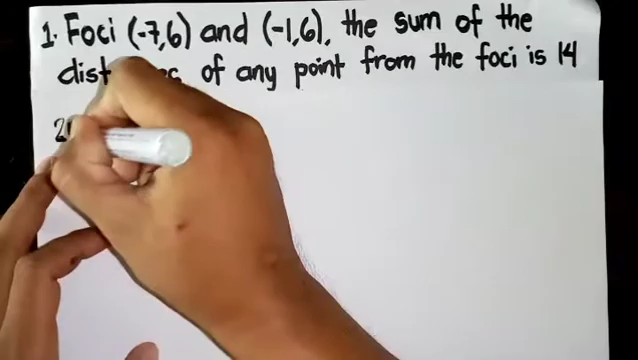 1. Foci (-7,6) and (-1,6), the sum of the
of any point from the foci is 14
2